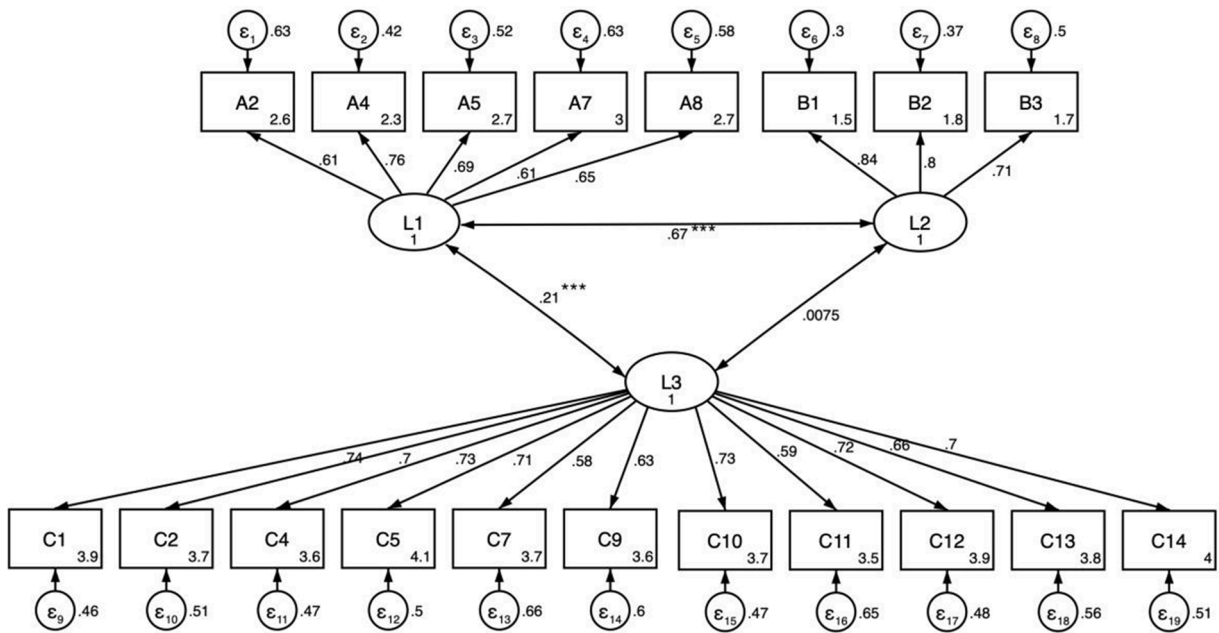 ε1 .63 ε2 .42 ε3 .52 ε4 .63 ε5 .58 ε6 .3 ε7 .37 ε8 .5
A2 A4 A5 A7 A8 B1 B2 B3
2.6 2.3 2.7 3 2.7 1.5 1.8 1.7
.61 .76 .69 .61 .65 .84 .8 .71
L1 L2
1 1
.67***
.21*** .0075
L3
1
.74 .7 .73 .71 .58 .63 .73 .59 .72 .66 .7
C1 C2 C4 C5 C7 C9 C10 C11 C12 C13 C14
3.9 3.7 3.6 4.1 3.7 3.6 3.7 3.5 3.9 3.8 4
ε9 .46 ε10 .51 ε11 .47 ε12 .5 ε13 .66 ε14 .6 ε15 .47 ε16 .65 ε17 .48 ε18 .56 ε19 .51